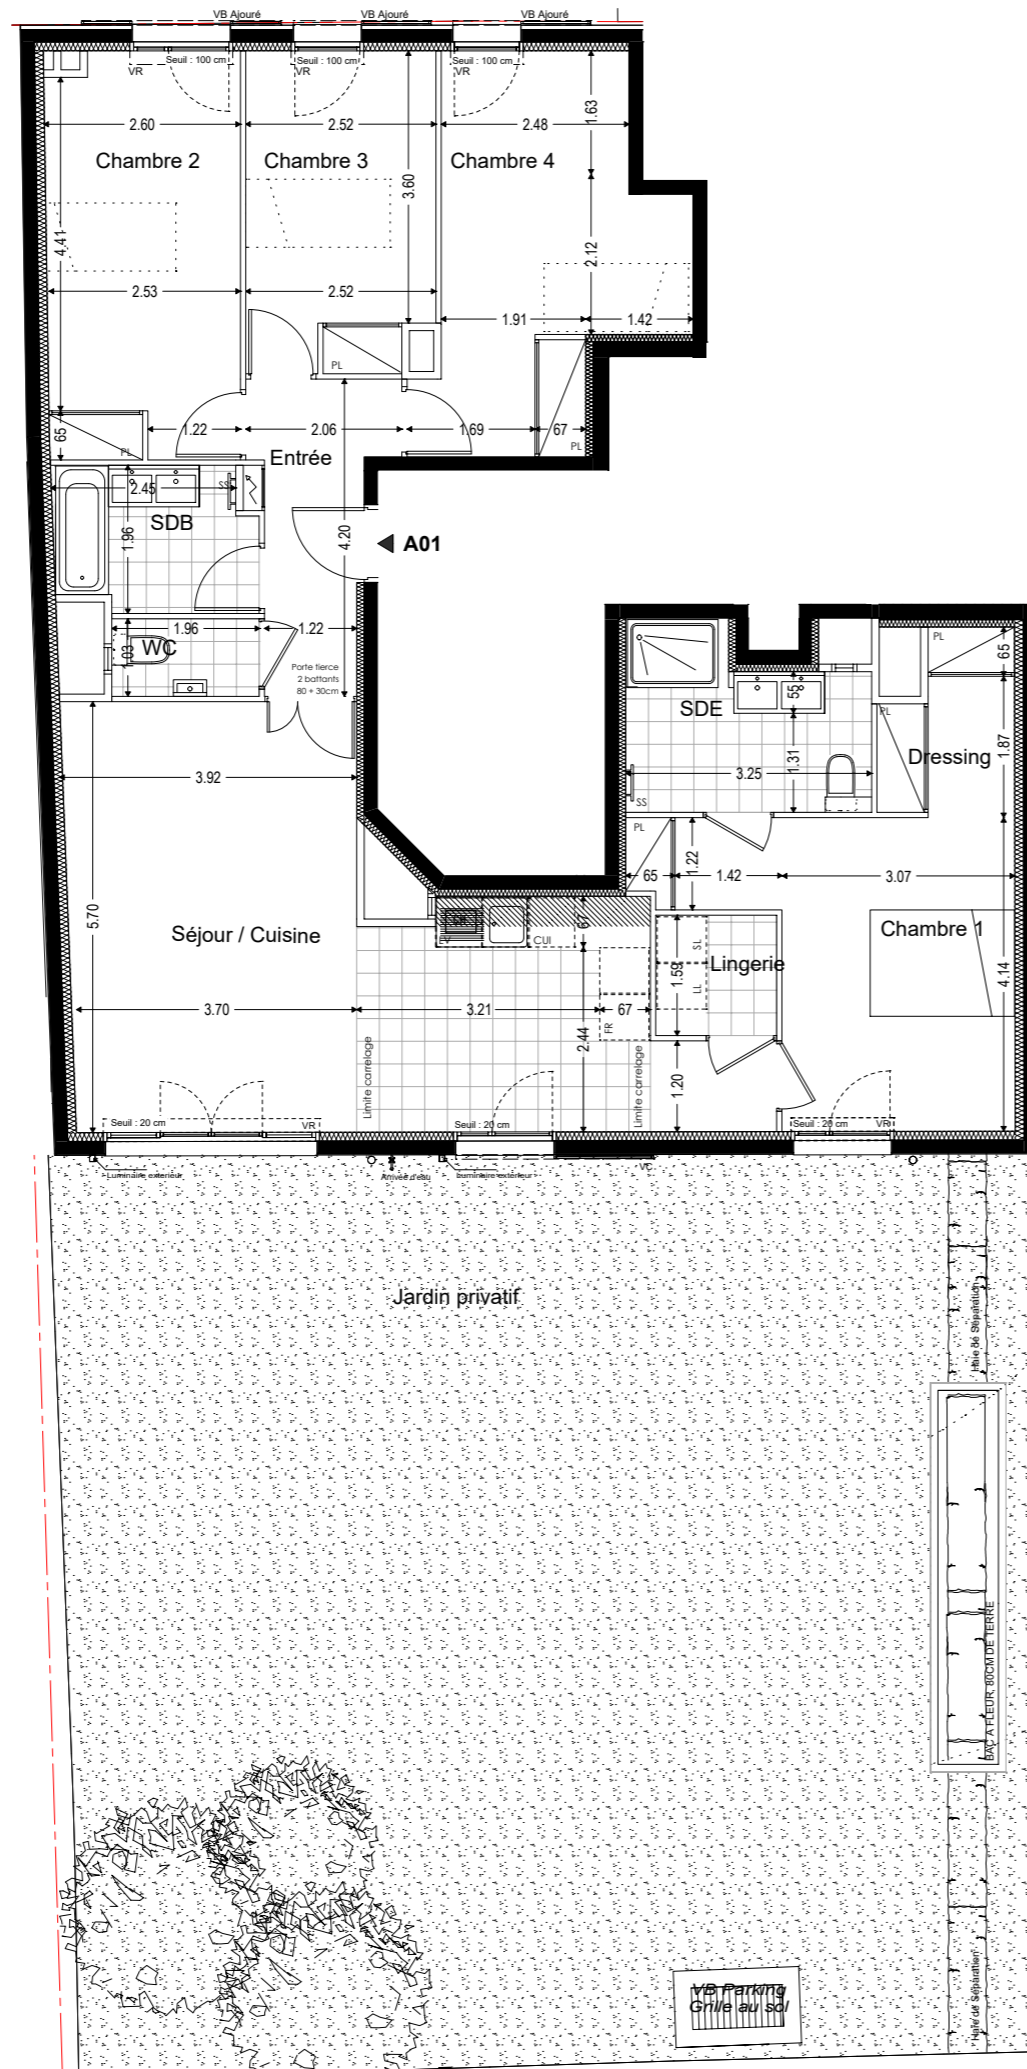 VB Ajouré
VB Ajouré
VB Ajouré
Seuil : 100 cm
Seuil : 100 cm
Seuil : 100 cm
VR
VR
VR
2.60
2.52
2.48
1.63
Chambre 2
Chambre 3
Chambre 4
3.60
4.41
2.12
2.53
2.52
1.91
1.42
PL
65
1.22
2.06
1.69
67
PL
PL
Entrée
SS
2.45
SDB
1.96
4.20
A01
1.96
1.22
WC
1.03
Porte tierce
2 battants
80 + 30cm
PL
65
SDE
55
PL
1.87
Dressing
3.92
3.25
1.31
SS
PL
1.22
65
1.42
3.07
5.70
Séjour / Cuisine
67
EV
CUI
SL
Chambre 1
Lingerie
1.59
LL
4.14
3.70
3.21
67
FR
2.44
1.20
Limite carrelage
Limite carrelage
Seuil : 20 cm
VR
Seuil : 20 cm
Seuil : 20 cm
VR
Luminaire extérieur
Arrivée d'eau
Luminaire extérieur
VC
Jardin privatif
Haie de Séparation
BAC A FLEUR, 80CM DE TERRE
VB Parking
Grille au sol
Haie de Séparation